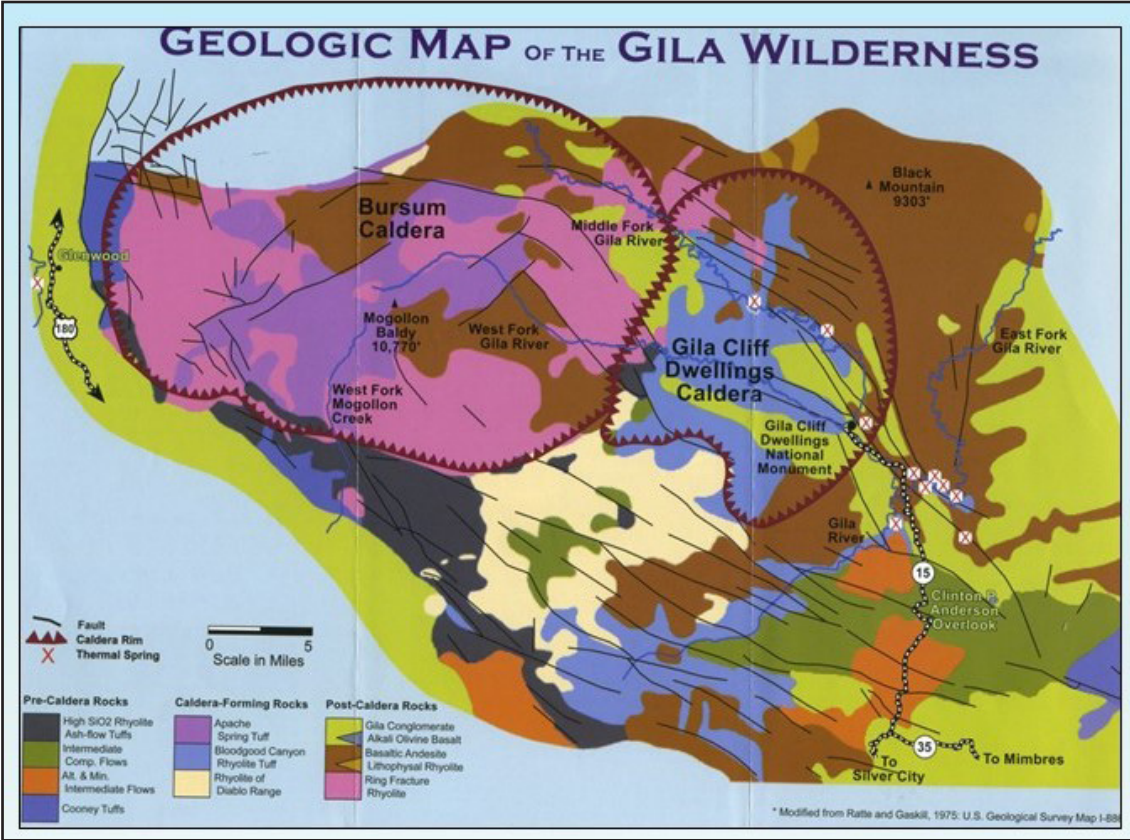 GEOLOGIC MAP OF THE GILA WILDERNESS
Black
Mountain
9303'
Bursum
Caldera
Middle Fork
Gila River
Glenwood
180
Mogollon
Baldy
10,770'
West Fork
Gila River
East Fork
Gila River
Gila Cliff
Dwellings
Caldera
West Fork
Mogollon
Creek
Gila Cliff
Dwellings
National
Monument
Gila
River
15
Clinton P.
Anderson
Overlook
Fault
Caldera Rim
Thermal Spring
0 5
Scale in Miles
Pre-Caldera Rocks
High SiO2 Rhyolite
Ash-flow Tuffs
Intermediate
Comp. Flows
Alt. & Min.
Intermediate Flows
Cooney Tuffs
Caldera-Forming Rocks
Apache
Spring Tuff
Bloodgood Canyon
Rhyolite Tuff
Rhyolite of
Diablo Range
Post-Caldera Rocks
Gila Conglomerate
Alkali Olivine Basalt
Basaltic Andesite
Lithophysal Rhyolite
Ring Fracture
Rhyolite
35
To
Silver City
To Mimbres
* Modified from Ratte and Gaskill, 1975: U.S. Geological Survey Map I-88